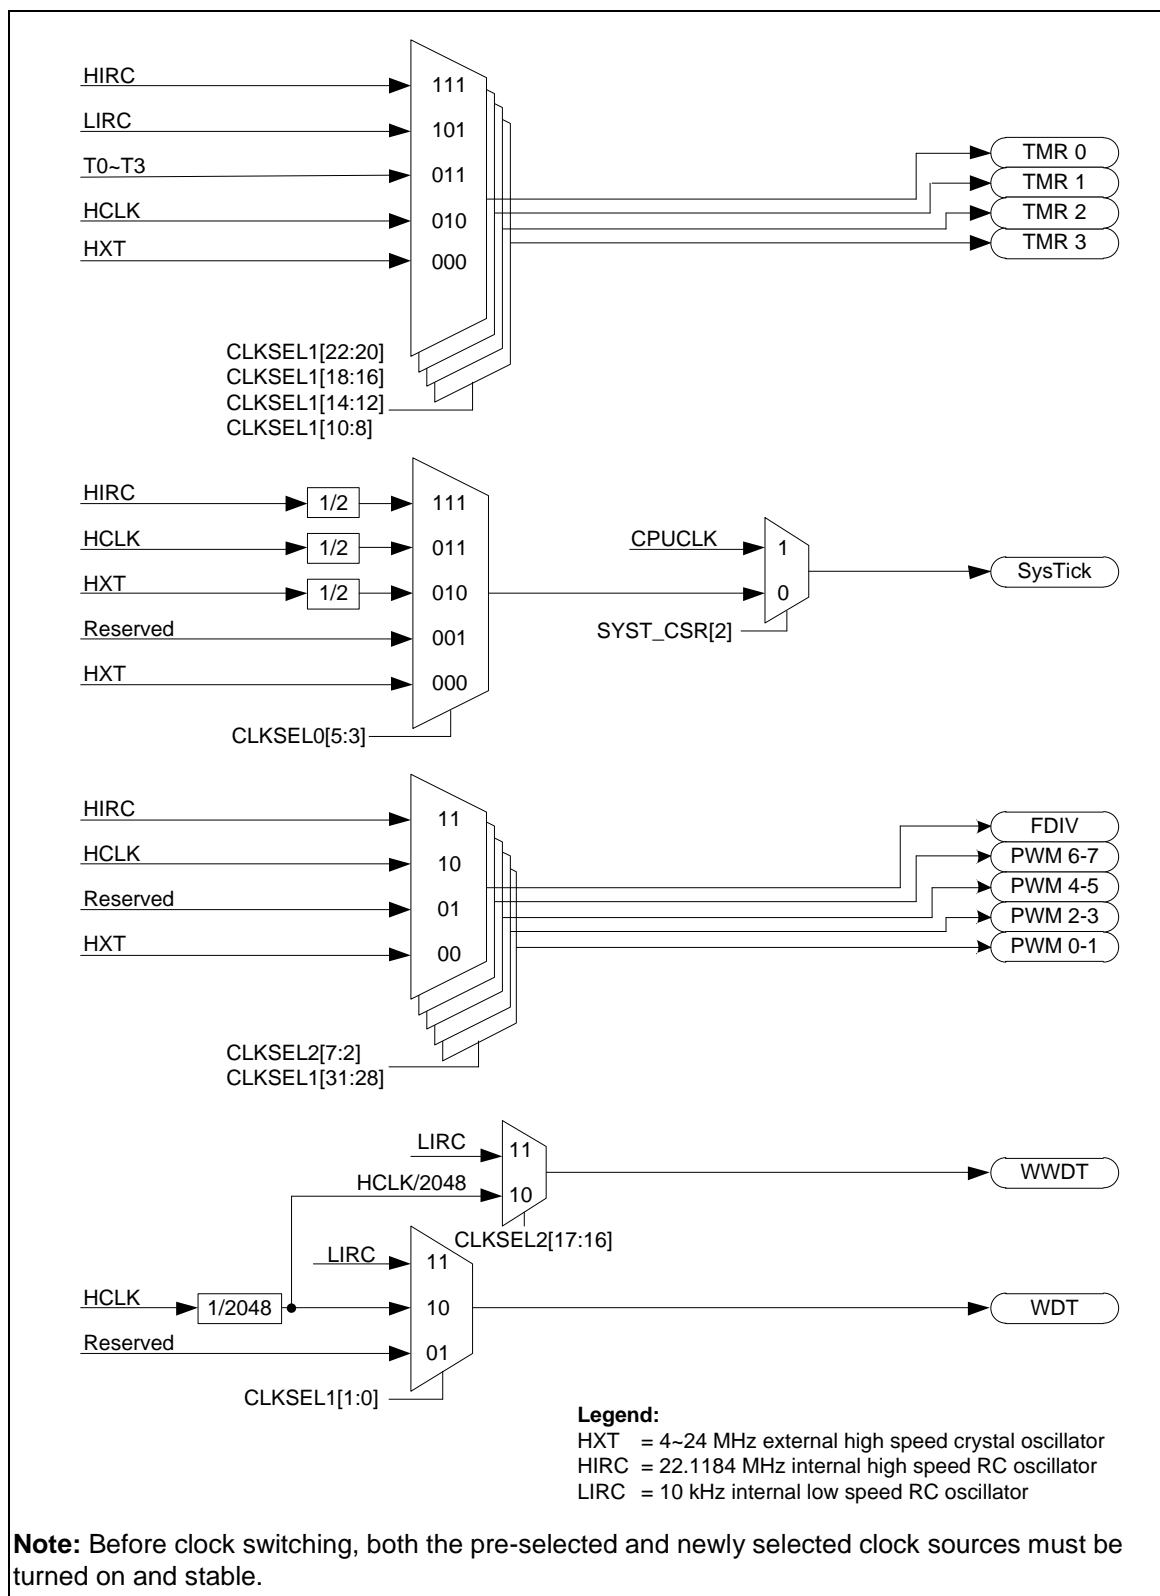 HIRC
111
LIRC
101
T0~T3
011
HCLK
010
HXT
000
TMR 0
TMR 1
TMR 2
TMR 3
CLKSEL1[22:20]
CLKSEL1[18:16]
CLKSEL1[14:12]
CLKSEL1[10:8]
HIRC
1/2
111
HCLK
1/2
011
HXT
1/2
010
Reserved
001
HXT
000
CLKSEL0[5:3]
CPUCLK
1
0
SYST_CSR[2]
SysTick
HIRC
11
HCLK
10
Reserved
01
HXT
00
FDIV
PWM 6-7
PWM 4-5
PWM 2-3
PWM 0-1
CLKSEL2[7:2]
CLKSEL1[31:28]
LIRC
11
HCLK/2048
10
CLKSEL2[17:16]
WWDT
LIRC
11
HCLK
1/2048
10
Reserved
01
CLKSEL1[1:0]
WDT
Legend:
HXT = 4~24 MHz external high speed crystal oscillator
HIRC = 22.1184 MHz internal high speed RC oscillator
LIRC = 10 kHz internal low speed RC oscillator
Note: Before clock switching, both the pre-selected and newly selected clock sources must be
turned on and stable.